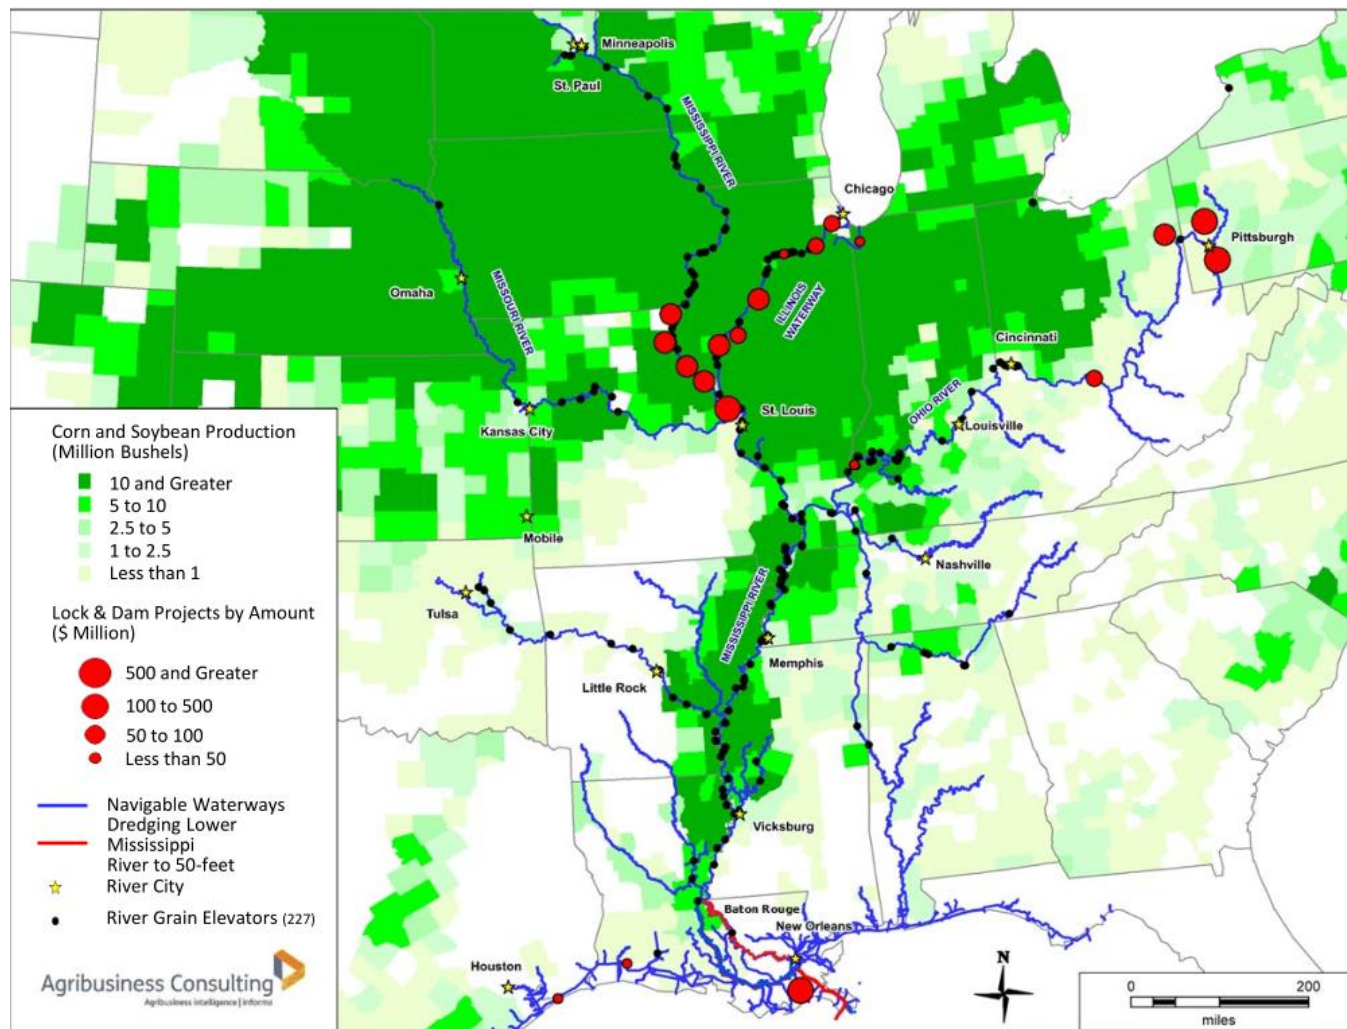 Minneapolis
St. Paul
MISSISSIPPI RIVER
Chicago
Pittsburgh
Omaha
MISSOURI RIVER
ILLINOIS
WATERWAY
Cincinnati
OHIO RIVER
St. Louis
Louisville
Kansas City
Mobile
Nashville
Tulsa
MISSISSIPPI RIVER
Memphis
Little Rock
Vicksburg
Baton Rouge
New Orleans
Houston
Corn and Soybean Production
(Million Bushels)
10 and Greater
5 to 10
2.5 to 5
1 to 2.5
Less than 1
Lock & Dam Projects by Amount
($ Million)
500 and Greater
100 to 500
50 to 100
Less than 50
Navigable Waterways
Dredging Lower
Mississippi
River to 50-feet
River City
River Grain Elevators (227)
Agribusiness Consulting
Agribusiness intelligence | informa
N
0 200
miles